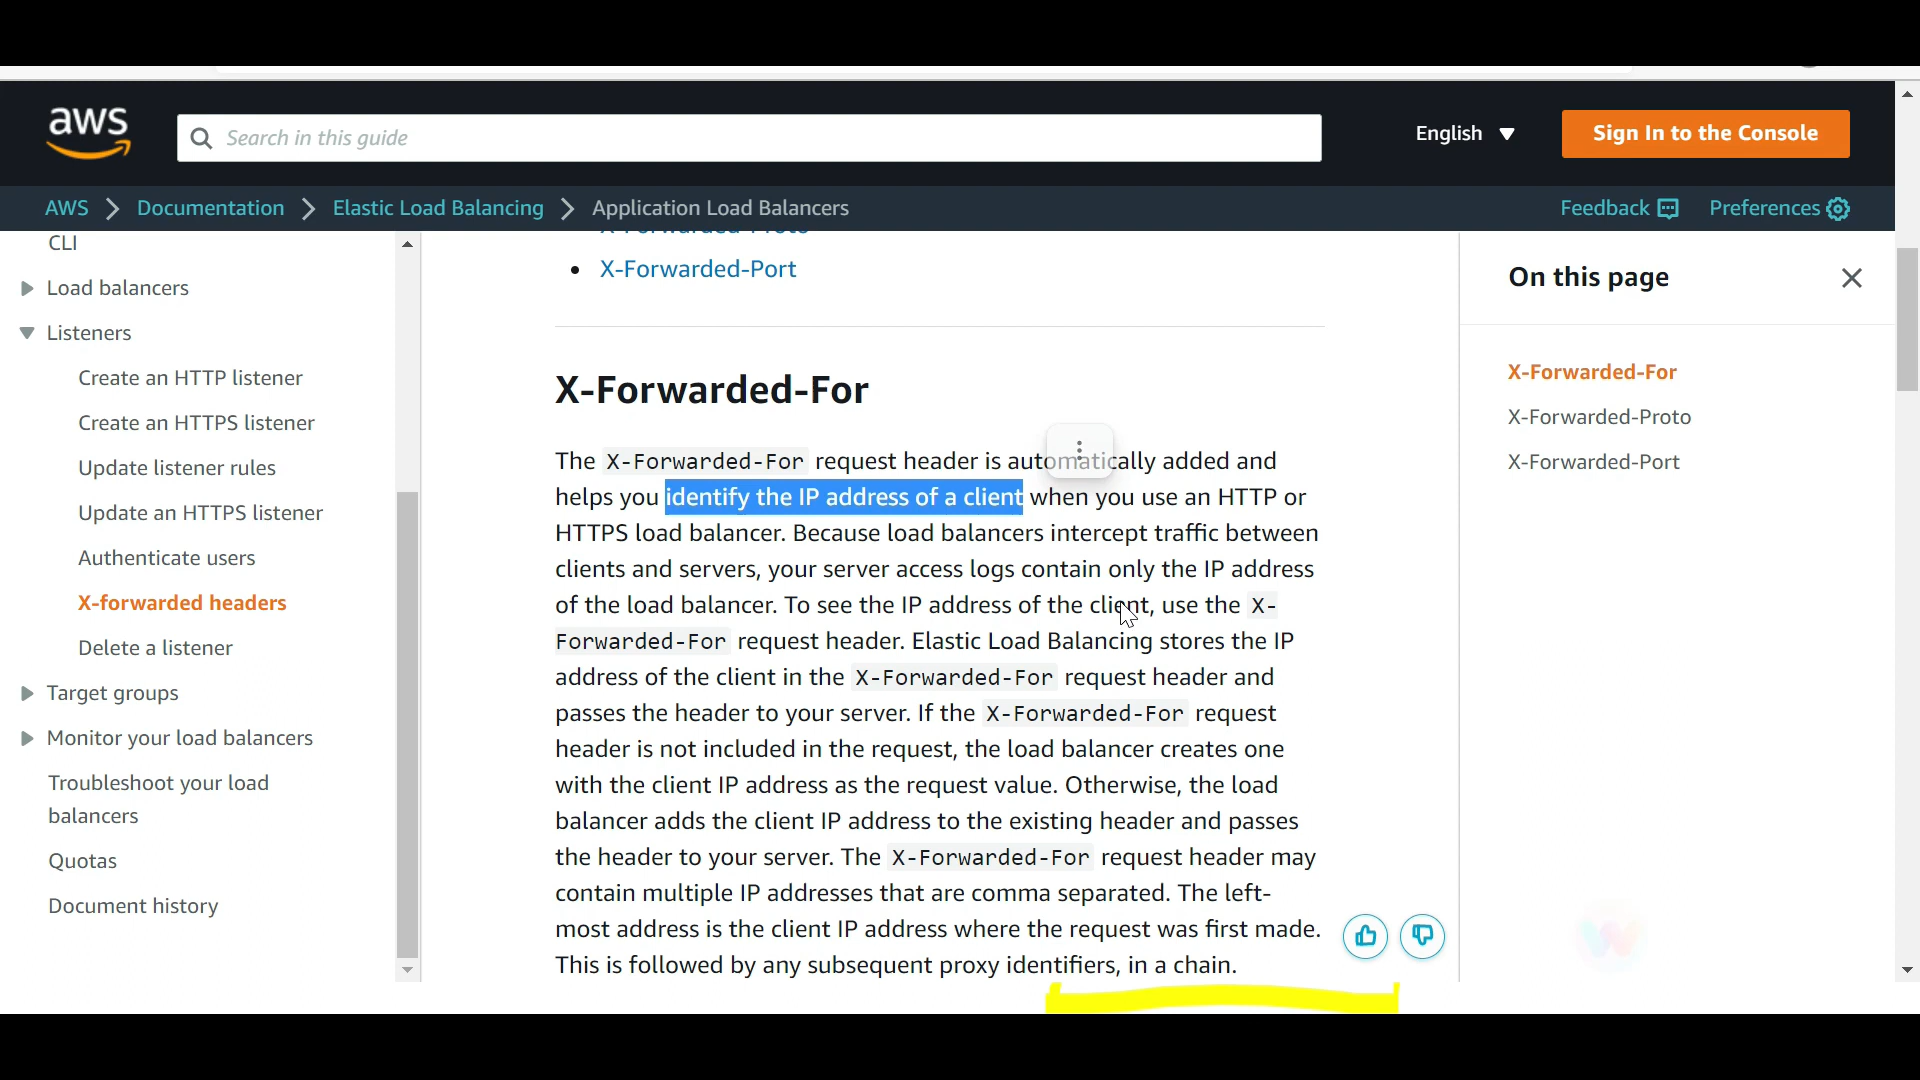 aws
Search in this guide
English
Sign In to the Console
AWS
Documentation
Elastic Load Balancing
Application Load Balancers
Feedback
Preferences
CLI
Load balancers
Listeners
Create an HTTP listener
Create an HTTPS listener
Update listener rules
Update an HTTPS listener
Authenticate users
X-forwarded headers
Delete a listener
Target groups
Monitor your load balancers
Troubleshoot your load
balancers
Quotas
Document history
X-Forwarded-Port
X-Forwarded-For
The X-Forwarded-For request header is automatically added and
helps you identify the IP address of a client when you use an HTTP or
HTTPS load balancer. Because load balancers intercept traffic between
clients and servers, your server access logs contain only the IP address
of the load balancer. To see the IP address of the client, use the X-
Forwarded-For request header. Elastic Load Balancing stores the IP
address of the client in the X-Forwarded-For request header and
passes the header to your server. If the X-Forwarded-For request
header is not included in the request, the load balancer creates one
with the client IP address as the request value. Otherwise, the load
balancer adds the client IP address to the existing header and passes
the header to your server. The X-Forwarded-For request header may
contain multiple IP addresses that are comma separated. The left-
most address is the client IP address where the request was first made.
This is followed by any subsequent proxy identifiers, in a chain.
On this page
X-Forwarded-For
X-Forwarded-Proto
X-Forwarded-Port